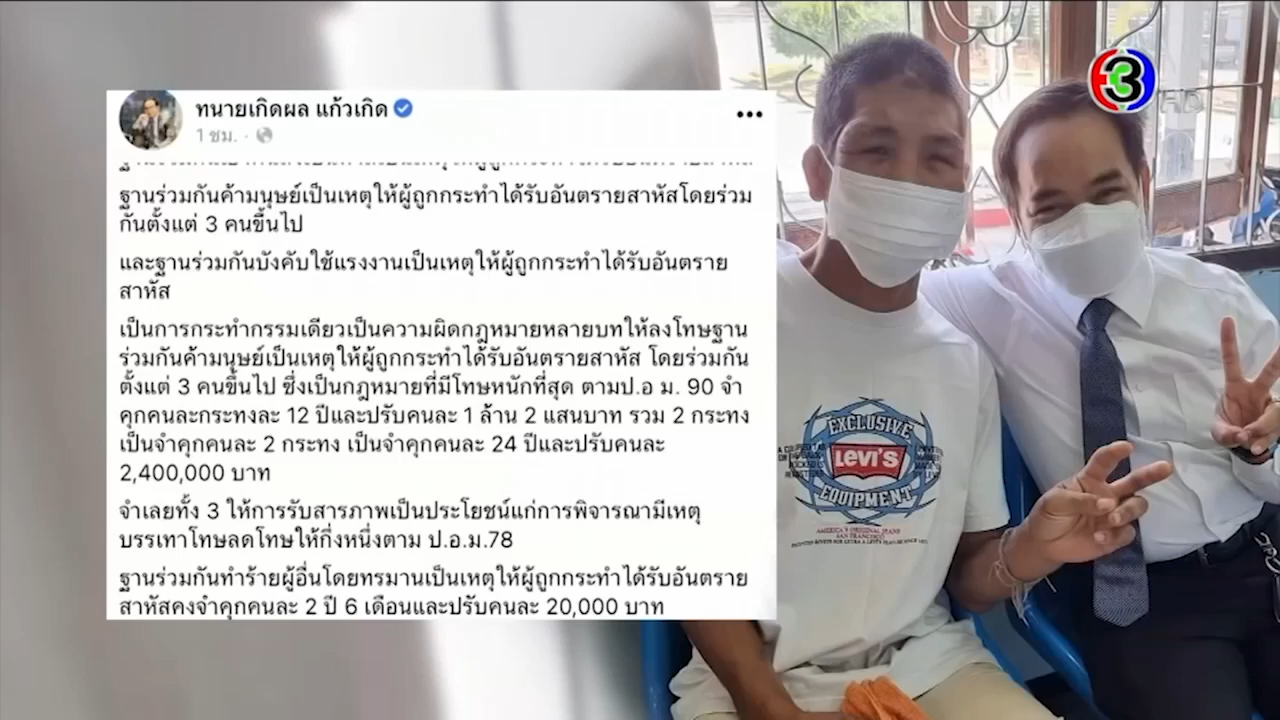 ทนายเกิดผล แก้วเกิด
1 ชม.
ฐานร่วมกันค้ามนุษย์เป็นเหตุให้ผู้ถูกกระทำได้รับอันตรายสาหัสโดยร่วม
กันตั้งแต่ 3 คนขึ้นไป
และฐานร่วมกันบังคับใช้แรงงานเป็นเหตุให้ผู้ถูกกระทำได้รับอันตราย
สาหัส
เป็นการกระทำกรรมเดียวเป็นความผิดกฎหมายหลายบทให้ลงโทษฐาน
ร่วมกันค้ามนุษย์เป็นเหตุให้ผู้ถูกกระทำได้รับอันตรายสาหัส โดยร่วมกัน
ตั้งแต่ 3 คนขึ้นไป ซึ่งเป็นกฎหมายที่มีโทษหนักที่สุด ตามป.อ ม. 90 จำ
คุกคนละกระทงละ 12 ปีและปรับคนละ 1 ล้าน 2 แสนบาท รวม 2 กระทง
เป็นจำคุกคนละ 2 กระทง เป็นจำคุกคนละ 24 ปีและปรับคนละ
2,400,000 บาท
จำเลยทั้ง 3 ให้การรับสารภาพเป็นประโยชน์แก่การพิจารณามีเหตุ
บรรเทาโทษลดโทษให้กึ่งหนึ่งตาม ป.อ.ม.78
ฐานร่วมกันทำร้ายผู้อื่นโดยทรมานเป็นเหตุให้ผู้ถูกกระทำได้รับอันตราย
สาหัสคงจำคุกคนละ 2 ปี 6 เดือนและปรับคนละ 20,000 บาท
3 HD
EXCLUSIVE
LEVI'S
EQUIPMENT
AMERICA'S ORIGINAL JEANS
SAN FRANCISCO